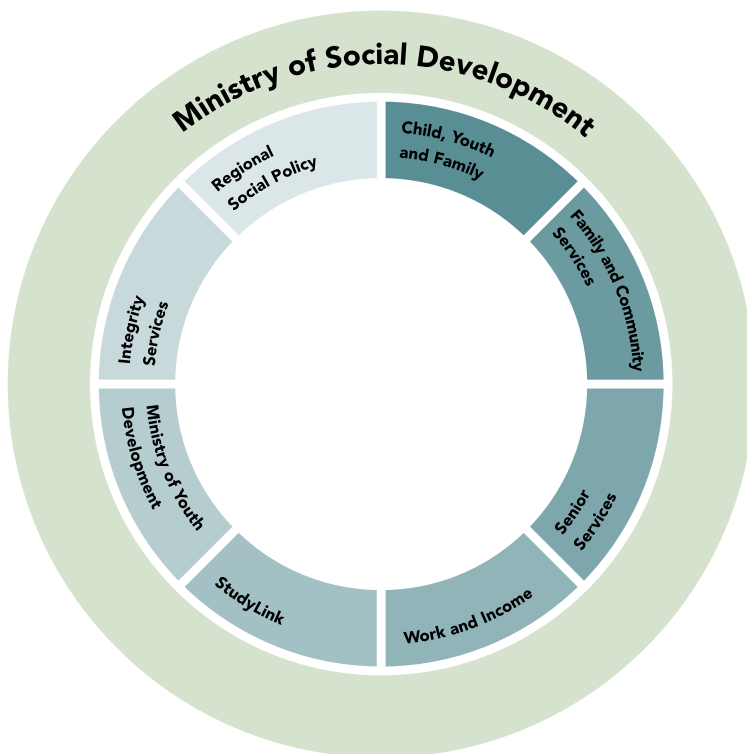 Ministry of Social Development
Child, Youth
and Family
Family and Community
Services
Senior
Services
Work and Income
StudyLink
Ministry of Youth
Development
Integrity
Services
Regional
Social Policy